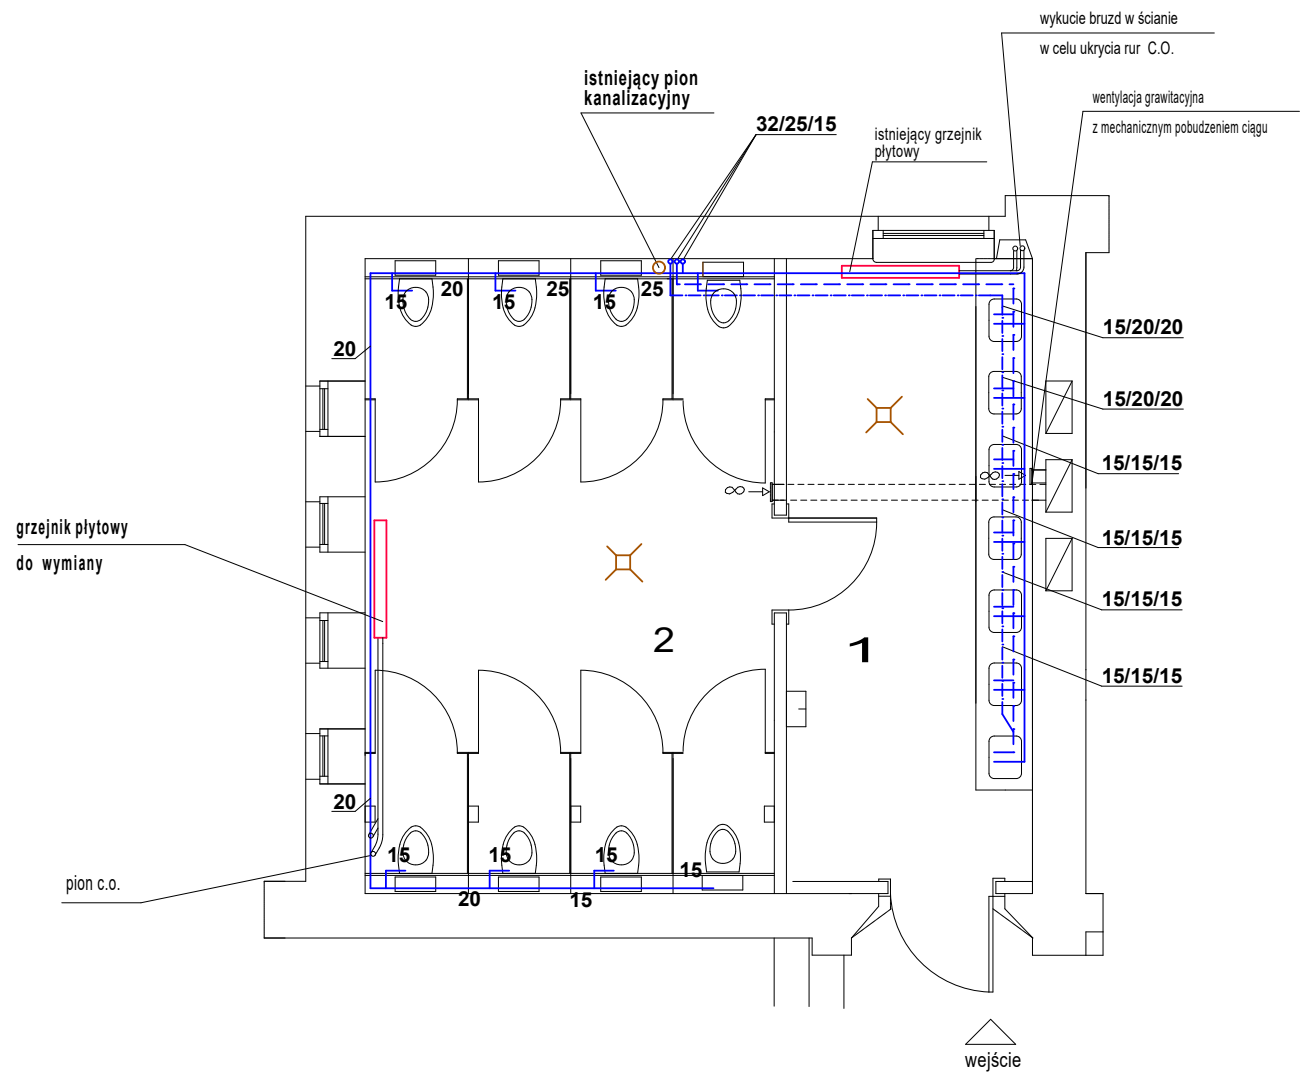 wykucie bruzd w ścianie
w celu ukrycia rur C.O.
istniejący pion
kanalizacyjny
wentylacja grawitacyjna
z mechanicznym pobudzeniem ciągu
32/25/15
istniejący grzejnik
płytowy
15
20
15
25
15
25
15/20/20
20
15/20/20
15/15/15
grzejnik płytowy
do wymiany
15/15/15
15/15/15
2
1
15/15/15
20
15
15
15
15
pion c.o.
20
15
wejście